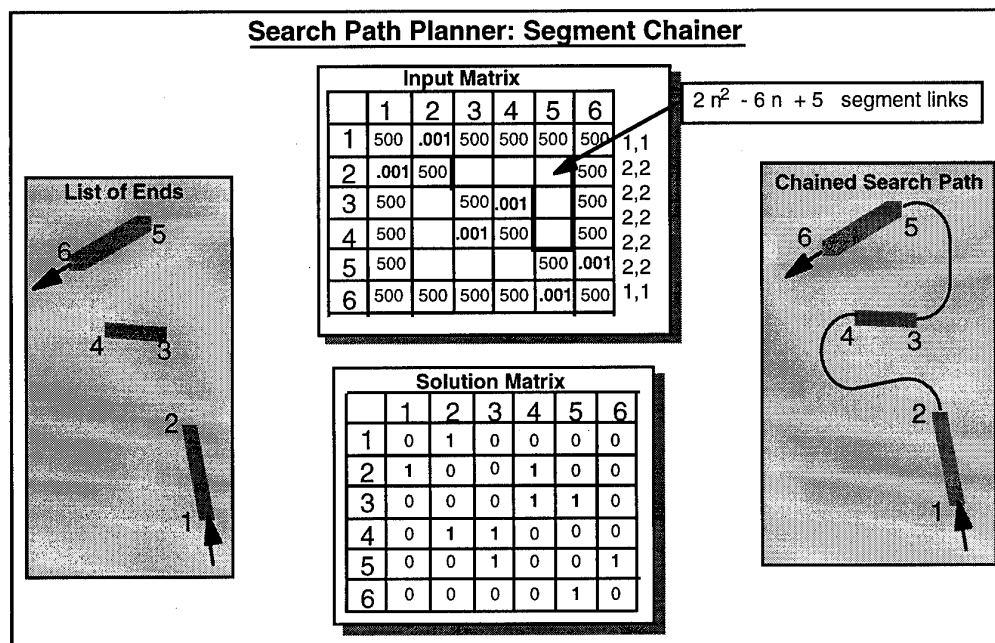 Search Path Planner: Segment Chainer
Input Matrix
1 2 3 4 5 6
1 500 .001 500 500 500 500 1,1
2 .001 500 500 2,2
3 500 500 .001 500 2,2
4 500 .001 500 500 2,2
5 500 500 .001 2,2
6 500 500 500 500 .001 500 1,1
2,2
2 n² - 6 n + 5 segment links
List of Ends
6
5
4
3
2
1
Solution Matrix
1 2 3 4 5 6
1 0 1 0 0 0 0
2 1 0 0 1 0 0
3 0 0 0 1 1 0
4 0 1 1 0 0 0
5 0 0 1 0 0 1
6 0 0 0 0 1 0
Chained Search Path
6
5
4
3
2
1